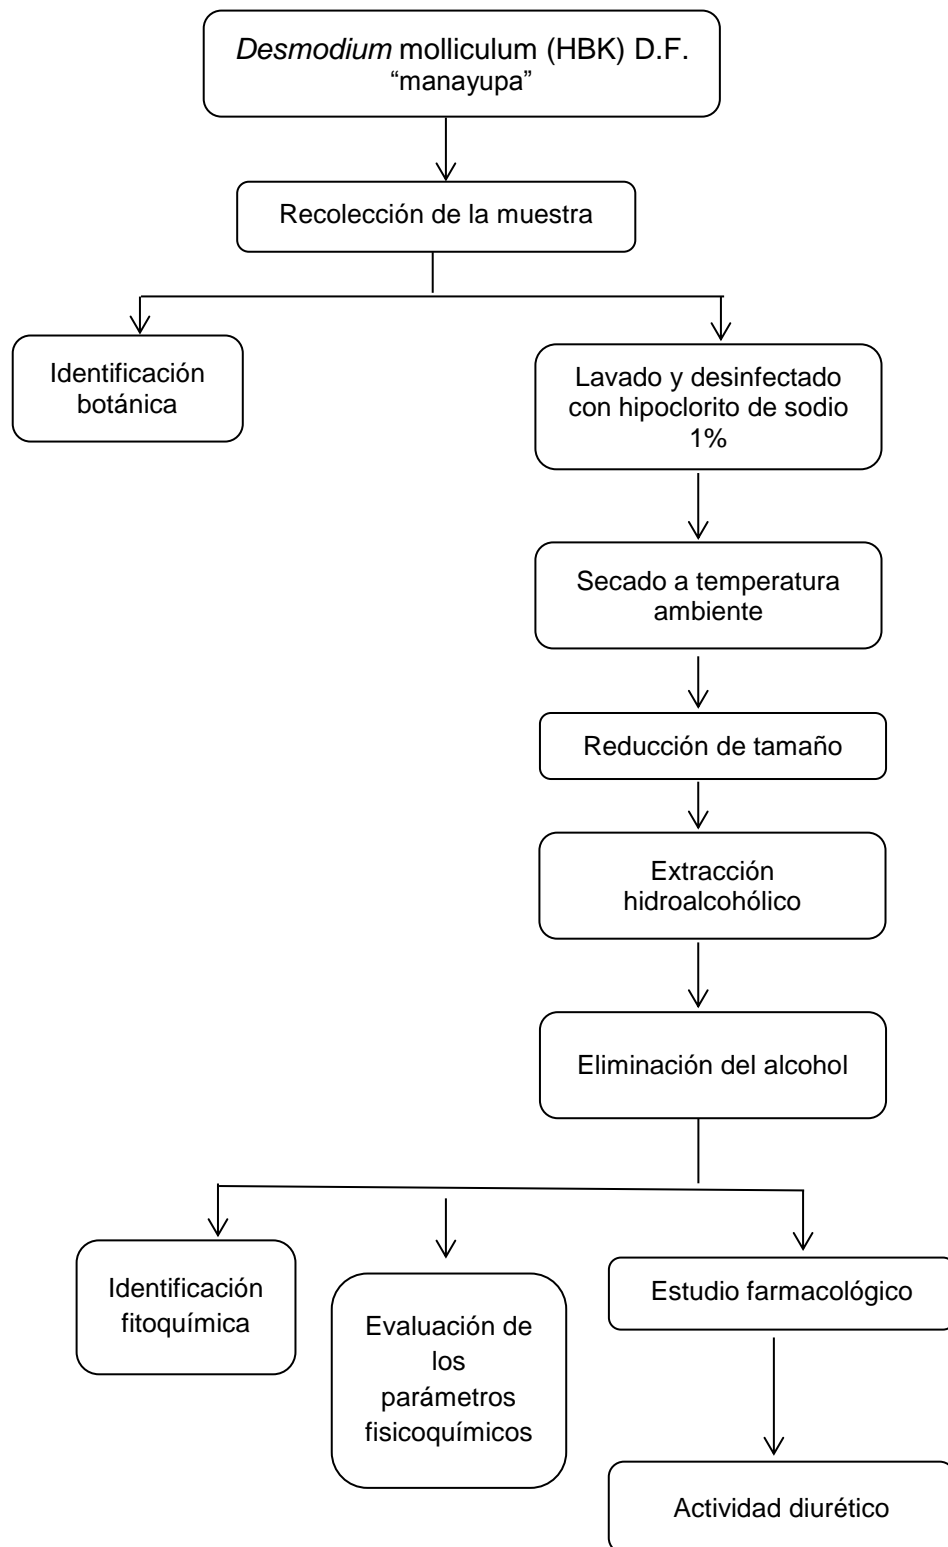 Desmodium molliculum (HBK) D.F.
“manayupa”
Recolección de la muestra
Identificación
botánica
Lavado y desinfectado
con hipoclorito de sodio
1%
Secado a temperatura
ambiente
Reducción de tamaño
Extracción
hidroalcohólico
Eliminación del alcohol
Identificación
fitoquímica
Evaluación de
los
parámetros
fisicoquímicos
Estudio farmacológico
Actividad diurético